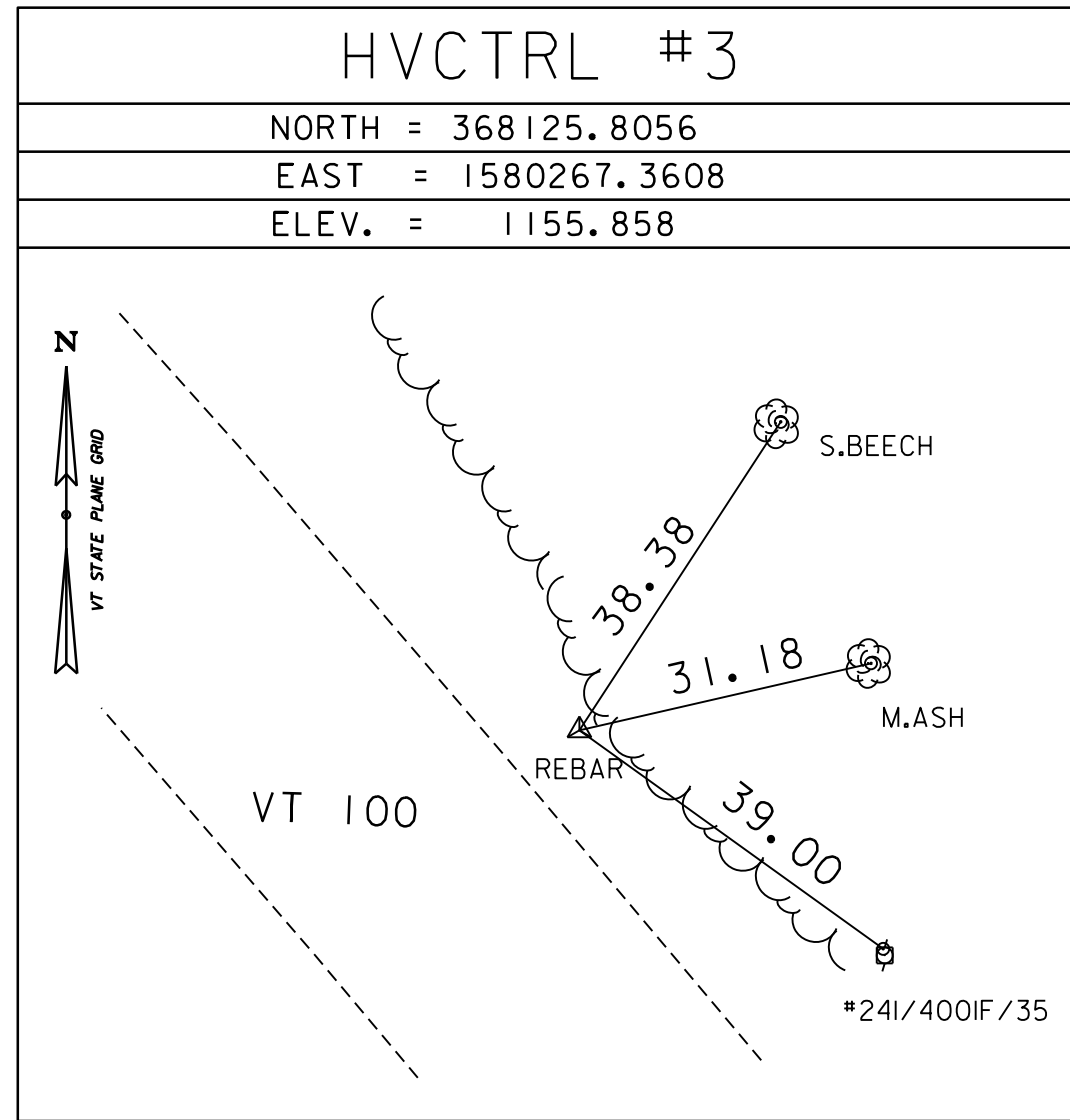 HVCTRL #3
NORTH = 368125.8056
EAST = 1580267.3608
ELEV. = 1155.858
N
VT STATE PLANE GRID
S.BEECH
38.38
31.18
M.ASH
REBAR
VT 100
39.00
#241/4001F/35